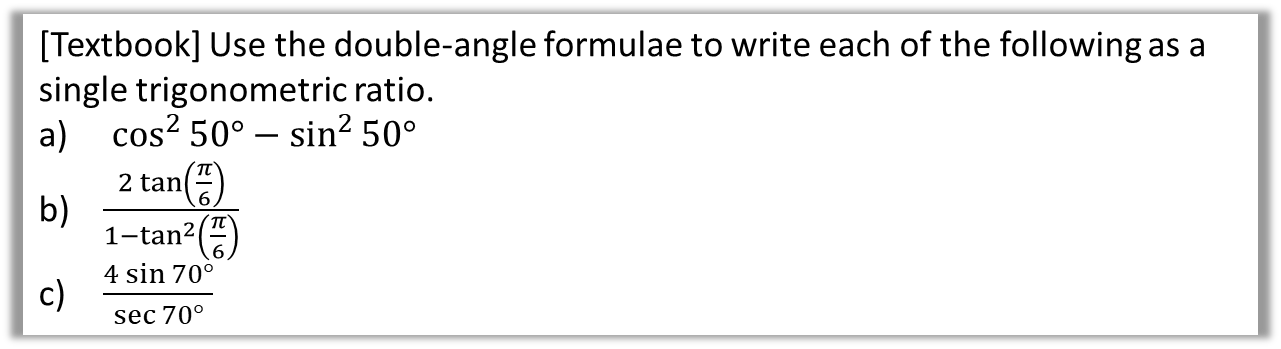 [Textbook] Use the double-angle formulae to write each of the following as a
single trigonometric ratio.
a) cos² 50° − sin² 50°
b) 2 tan(π/6) / 1−tan²(π/6)
c) 4 sin 70° / sec 70°